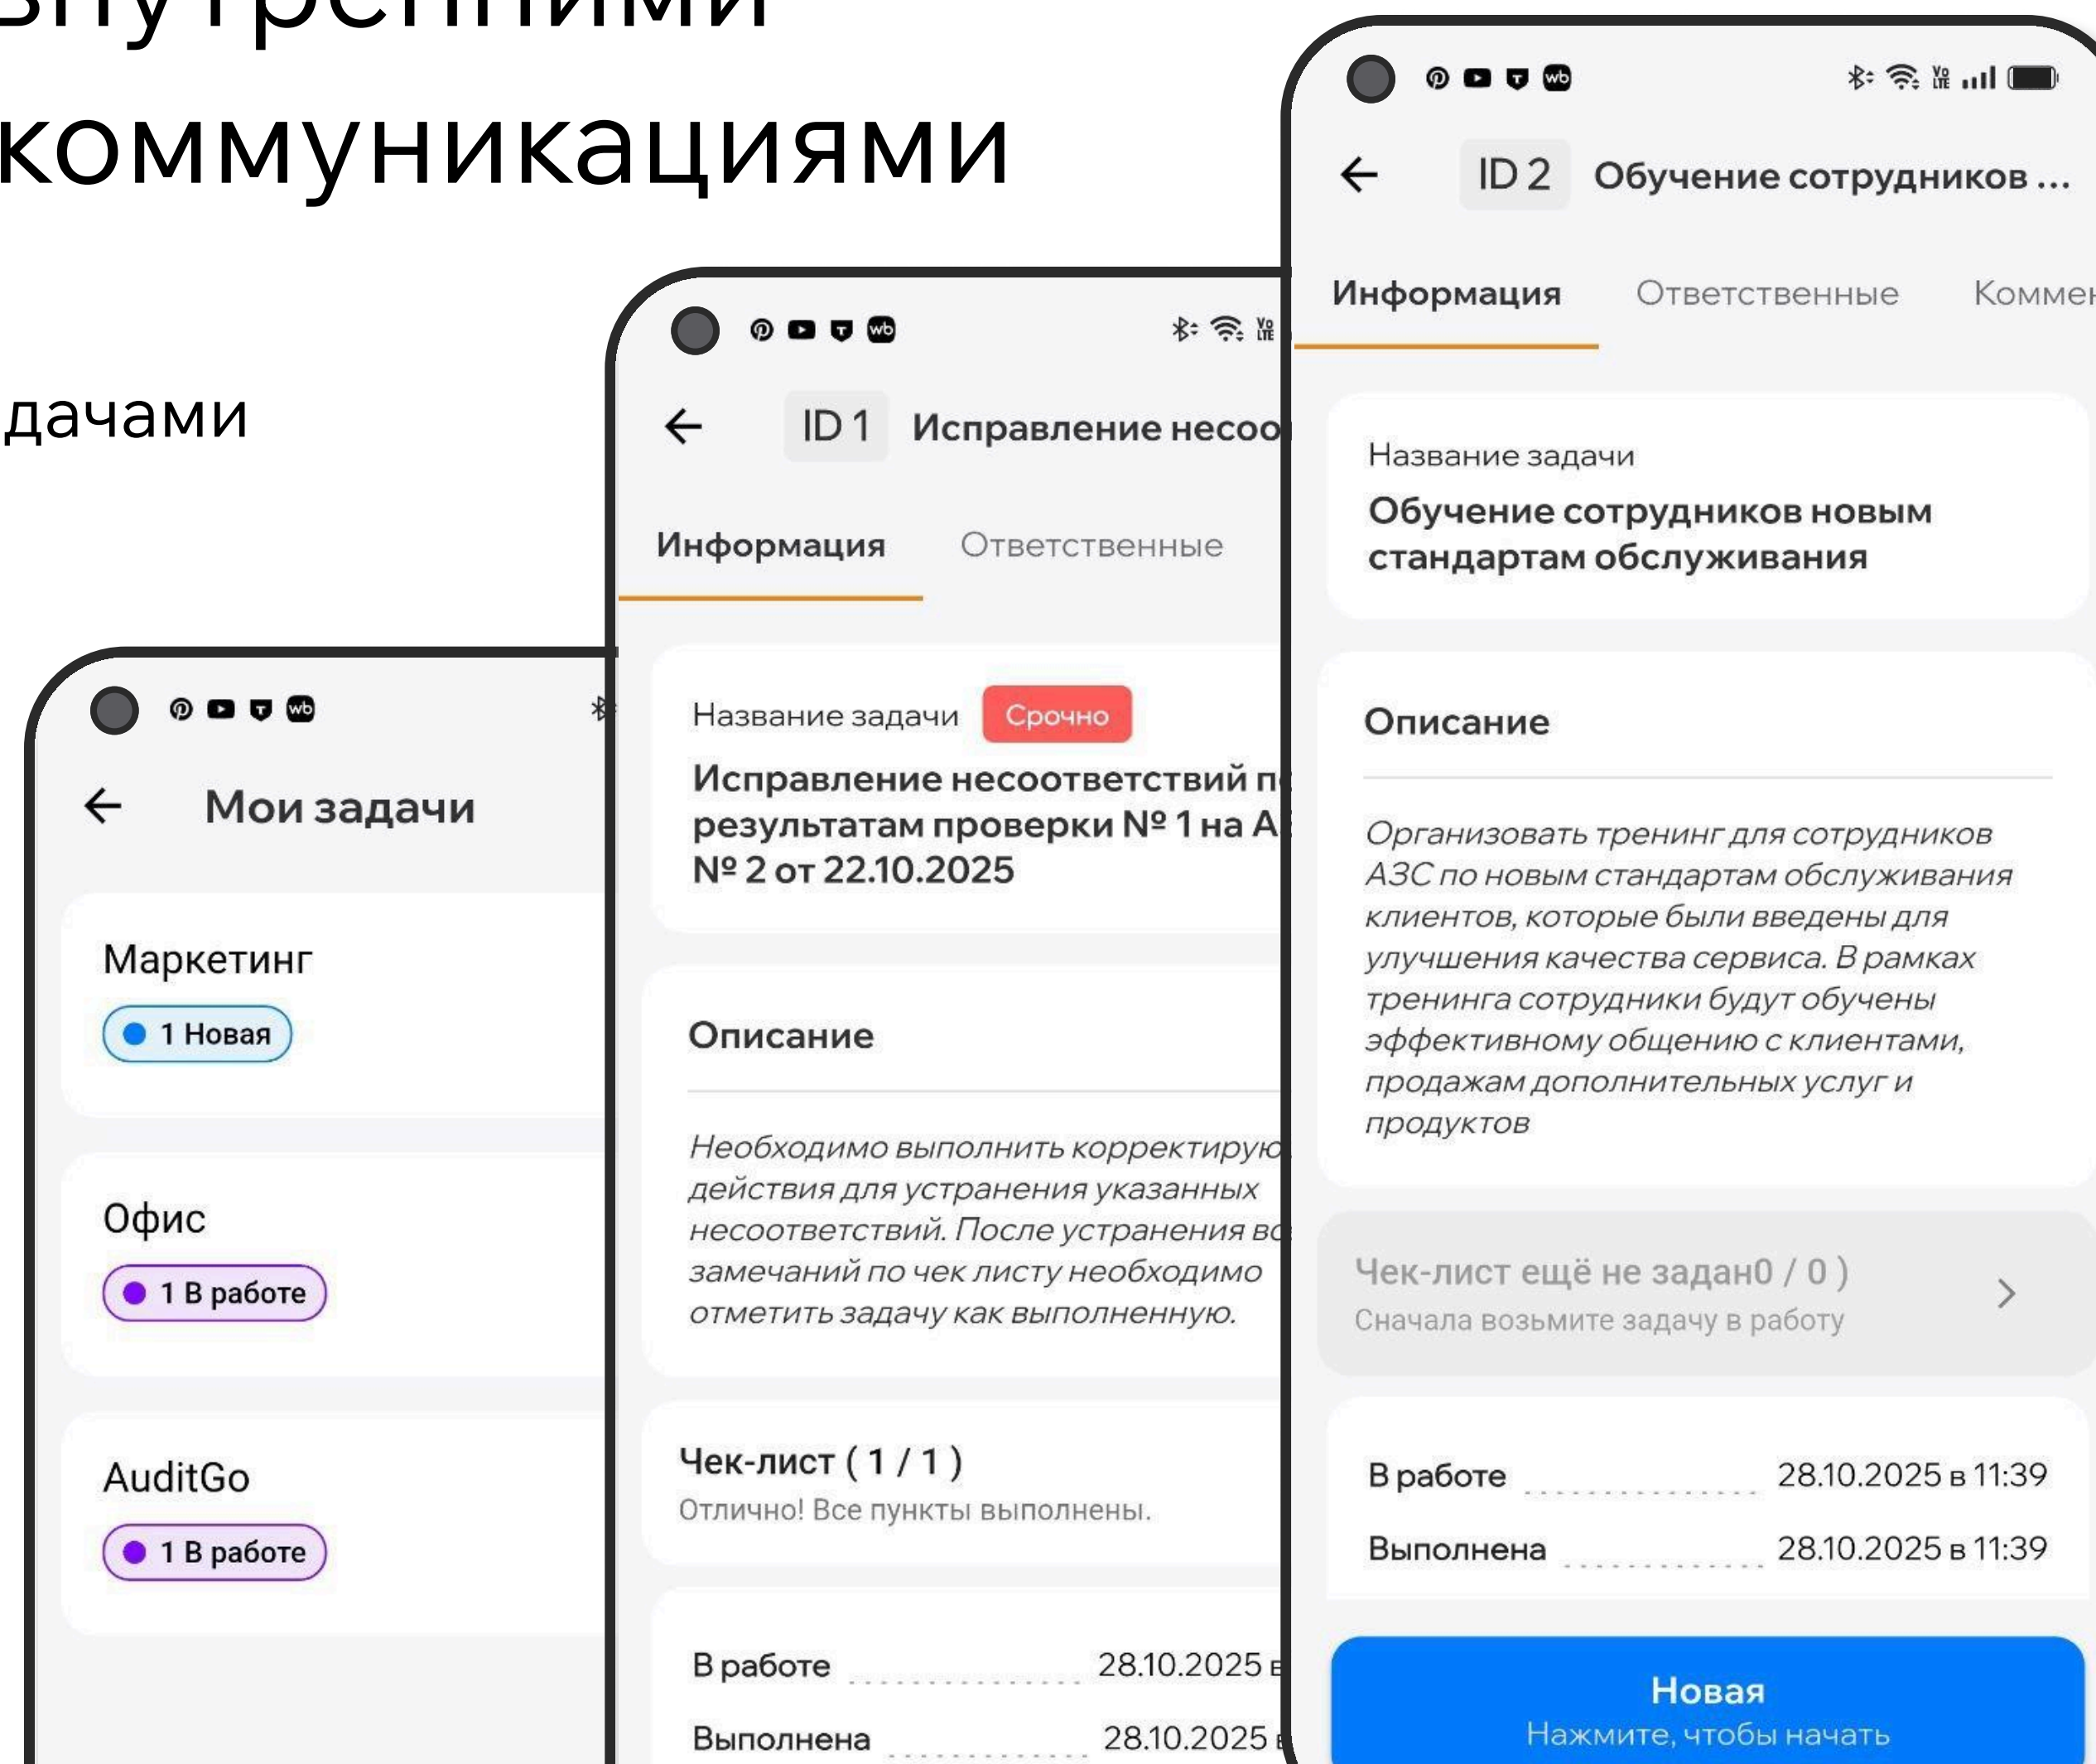 внутренними
коммуникациями
дачами
Мои задачи
Маркетинг
1 Новая
Офис
1 В работе
AuditGo
1 В работе
ID 1 Исправление несоо
Информация Ответственные
Название задачи Срочно
Исправление несоответствий п
результатам проверки № 1 на А
№ 2 от 22.10.2025
Описание
Необходимо выполнить корректирую
действия для устранения указанных
несоответствий. После устранения вс
замечаний по чек листу необходимо
отметить задачу как выполненную.
Чек-лист ( 1 / 1 )
Отлично! Все пункты выполнены.
В работе 28.10.2025 в
Выполнена 28.10.2025 в
ID 2 Обучение сотрудников ...
Информация Ответственные Коммен
Название задачи
Обучение сотрудников новым
стандартам обслуживания
Описание
Организовать тренинг для сотрудников
АЗС по новым стандартам обслуживания
клиентов, которые были введены для
улучшения качества сервиса. В рамках
тренинга сотрудники будут обучены
эффективному общению с клиентами,
продажам дополнительных услуг и
продуктов
Чек-лист ещё не задан0 / 0 )
Сначала возьмите задачу в работу
В работе 28.10.2025 в 11:39
Выполнена 28.10.2025 в 11:39
Новая
Нажмите, чтобы начать